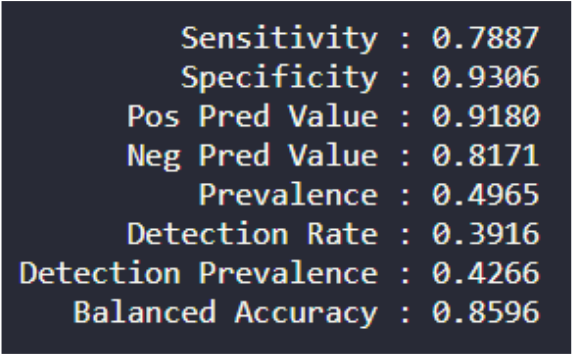 Sensitivity : 0.7887
Specificity : 0.9306
Pos Pred Value : 0.9180
Neg Pred Value : 0.8171
Prevalence : 0.4965
Detection Rate : 0.3916
Detection Prevalence : 0.4266
Balanced Accuracy : 0.8596